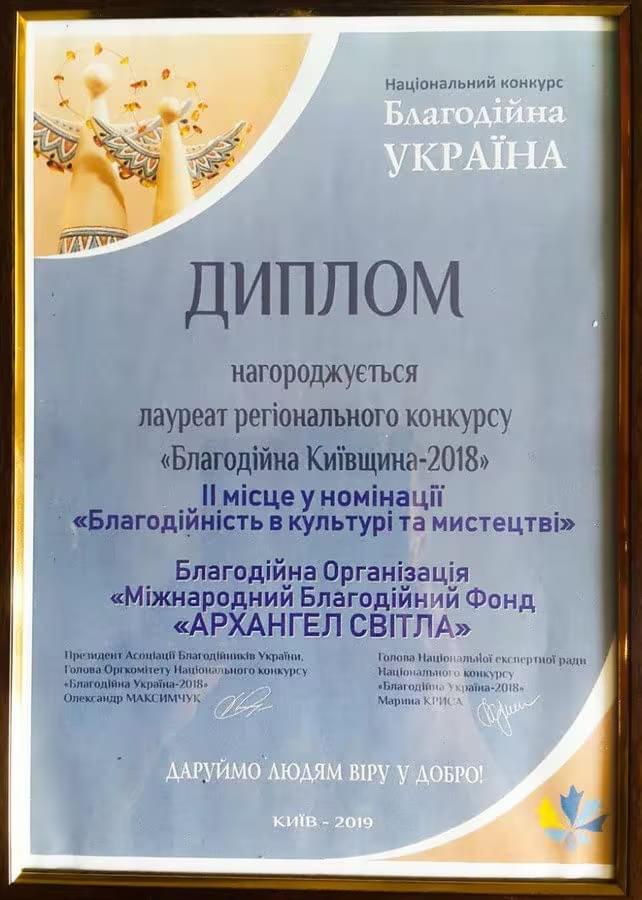 Національний конкурс
Благодійна
УКРАЇНА
ДИПЛОМ
нагороджується
лауреат регіонального конкурсу
«Благодійна Київщина-2018»
ІІ місце у номінації
«Благодійність в культурі та мистецтві»
Благодійна Організація
«Міжнародний Благодійний Фонд
«АРХАНГЕЛ СВІТЛА»
Президент Асоціації Благодійників України,
Голова Оргкомітету Національного конкурсу
«Благодійна Україна-2018»
Олександр МАКСИМЧУК
Голова Національної експертної ради
Національного конкурсу
«Благодійна Україна-2018»
Марина КРИСА
ДАРУЙМО ЛЮДЯМ ВІРУ У ДОБРО!
КИЇВ - 2019